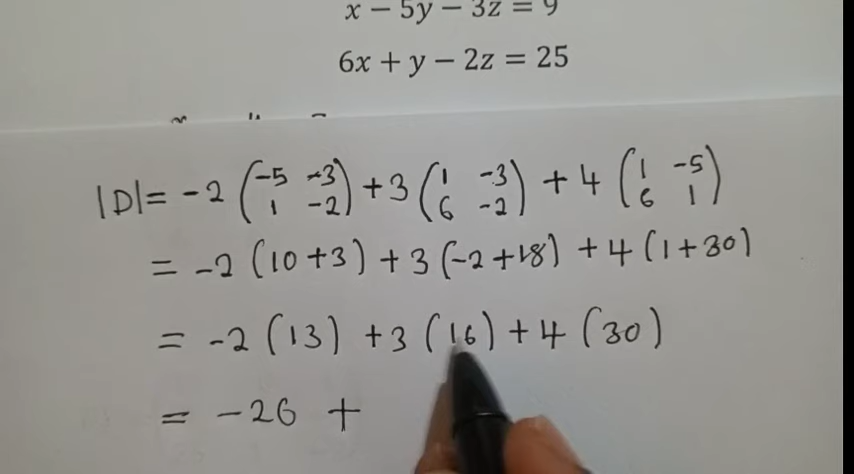 x − 5y − 3z = 9
6x + y − 2z = 25
|D| = -2 (-5 -3 / 1 -2) + 3 (1 -3 / 6 -2) + 4 (1 -5 / 6 1)
= -2 (10 + 3) + 3 (-2 + 18) + 4 (1 + 30)
= -2 (13) + 3 (16) + 4 (30)
= -26 +